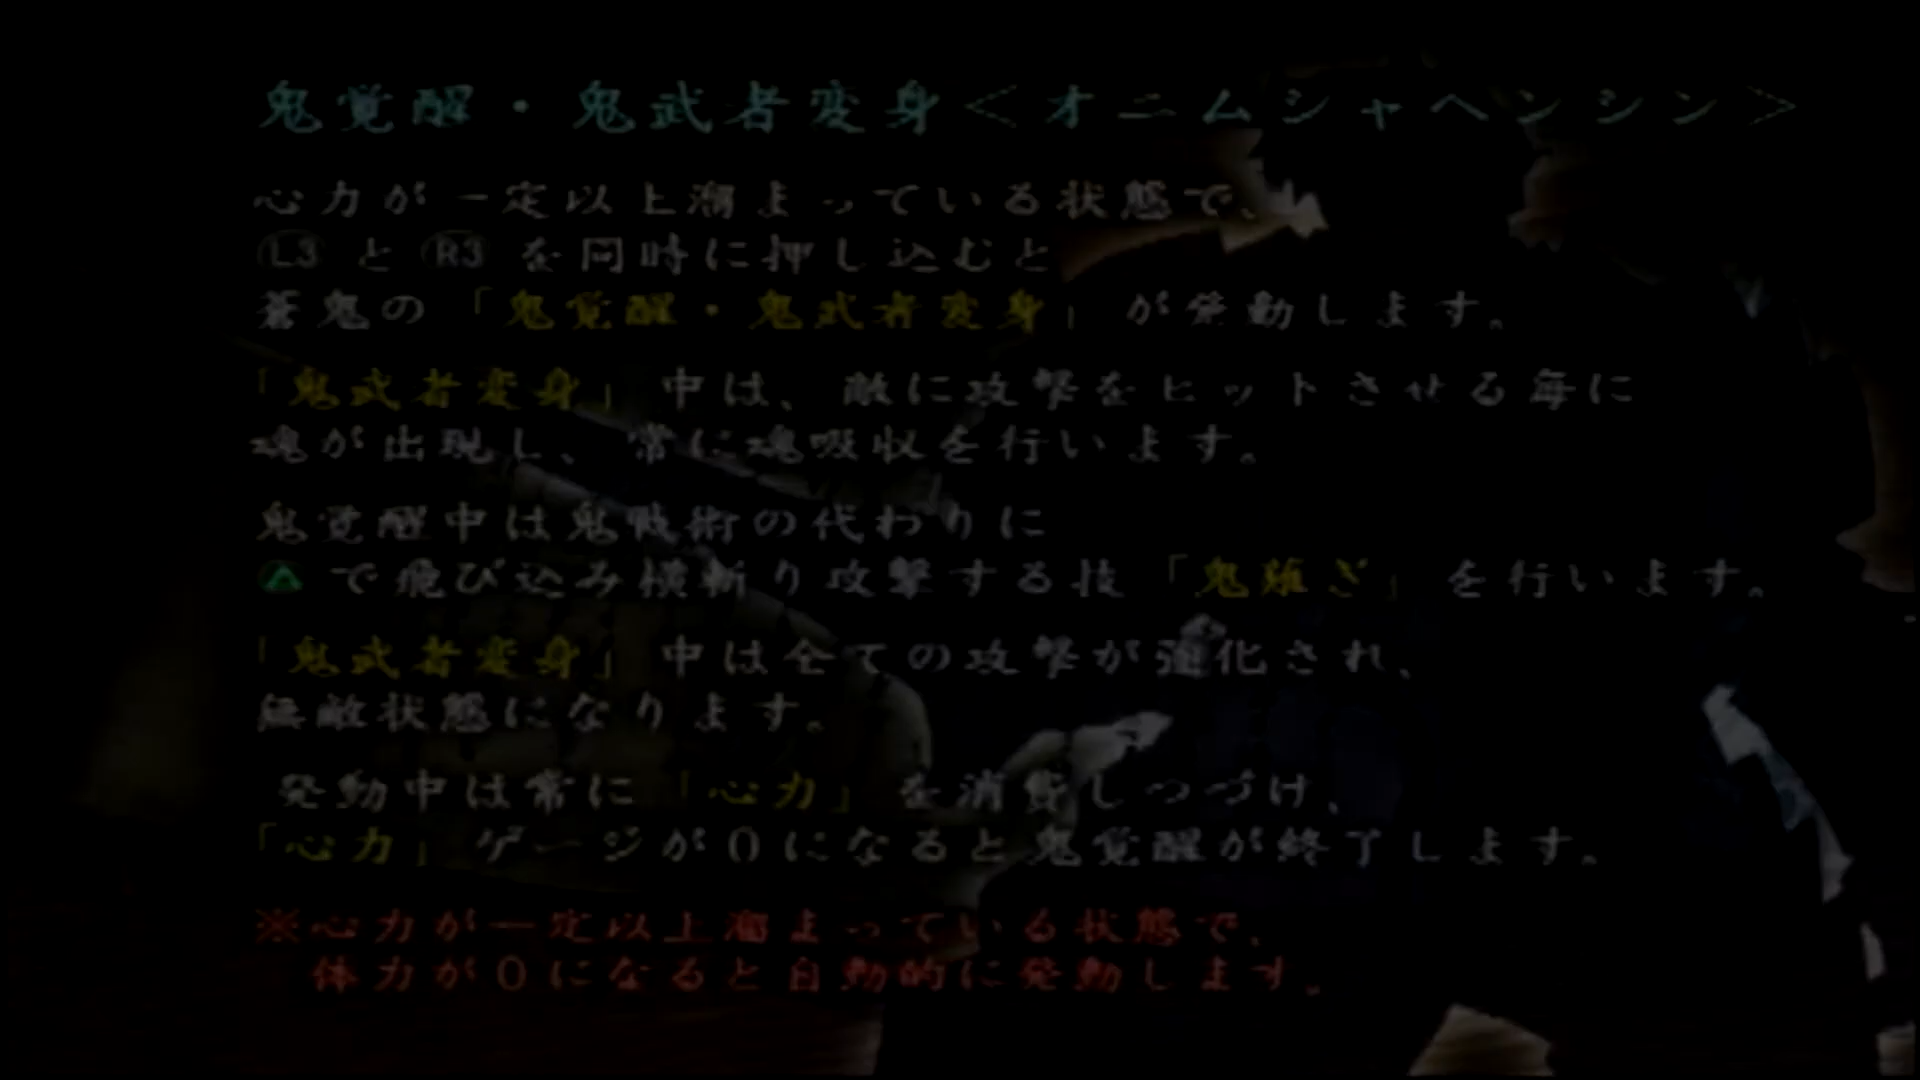 鬼覚醒・鬼武者変身＜オニムシャヘンシン＞
心力が一定以上溜まっている状態で、
L3 と R3 を同時に押し込むと
蒼鬼の「鬼覚醒・鬼武者変身」が発動します。
「鬼武者変身」中は、敵に攻撃をヒットさせる毎に
魂が出現し、常に魂吸収を行います。
鬼覚醒中は鬼戦術の代わりに
△ で飛び込み横斬り攻撃する技「鬼薙ぎ」を行います。
「鬼武者変身」中は全ての攻撃が強化され、
無敵状態になります。
発動中は常に「心力」を消費しつづけ、
「心力」ゲージが０になると鬼覚醒が終了します。
※心力が一定以上溜まっている状態で、
体力が０になると自動的に発動します。